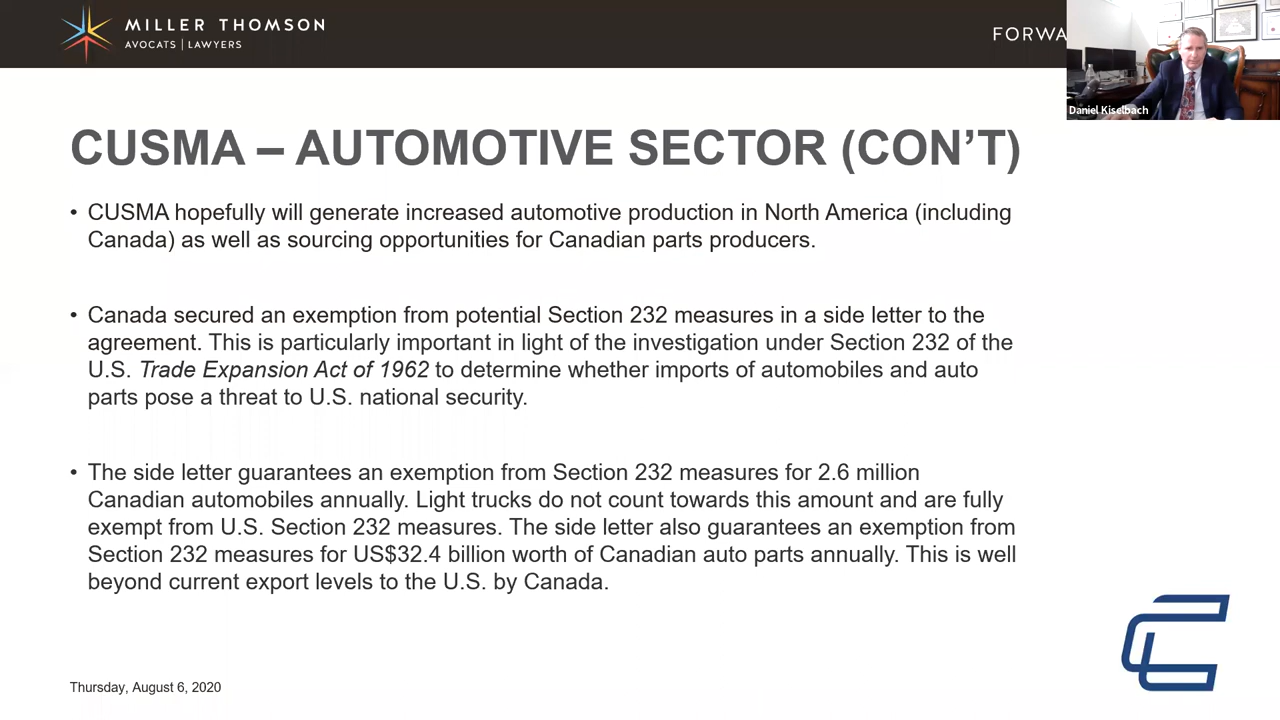 MILLER THOMSON
AVOCATS | LAWYERS
FORWA
Daniel Kiselbach
CUSMA – AUTOMOTIVE SECTOR (CON’T)
• CUSMA hopefully will generate increased automotive production in North America (including
Canada) as well as sourcing opportunities for Canadian parts producers.
• Canada secured an exemption from potential Section 232 measures in a side letter to the
agreement. This is particularly important in light of the investigation under Section 232 of the
U.S. Trade Expansion Act of 1962 to determine whether imports of automobiles and auto
parts pose a threat to U.S. national security.
• The side letter guarantees an exemption from Section 232 measures for 2.6 million
Canadian automobiles annually. Light trucks do not count towards this amount and are fully
exempt from U.S. Section 232 measures. The side letter also guarantees an exemption from
Section 232 measures for US$32.4 billion worth of Canadian auto parts annually. This is well
beyond current export levels to the U.S. by Canada.
Thursday, August 6, 2020